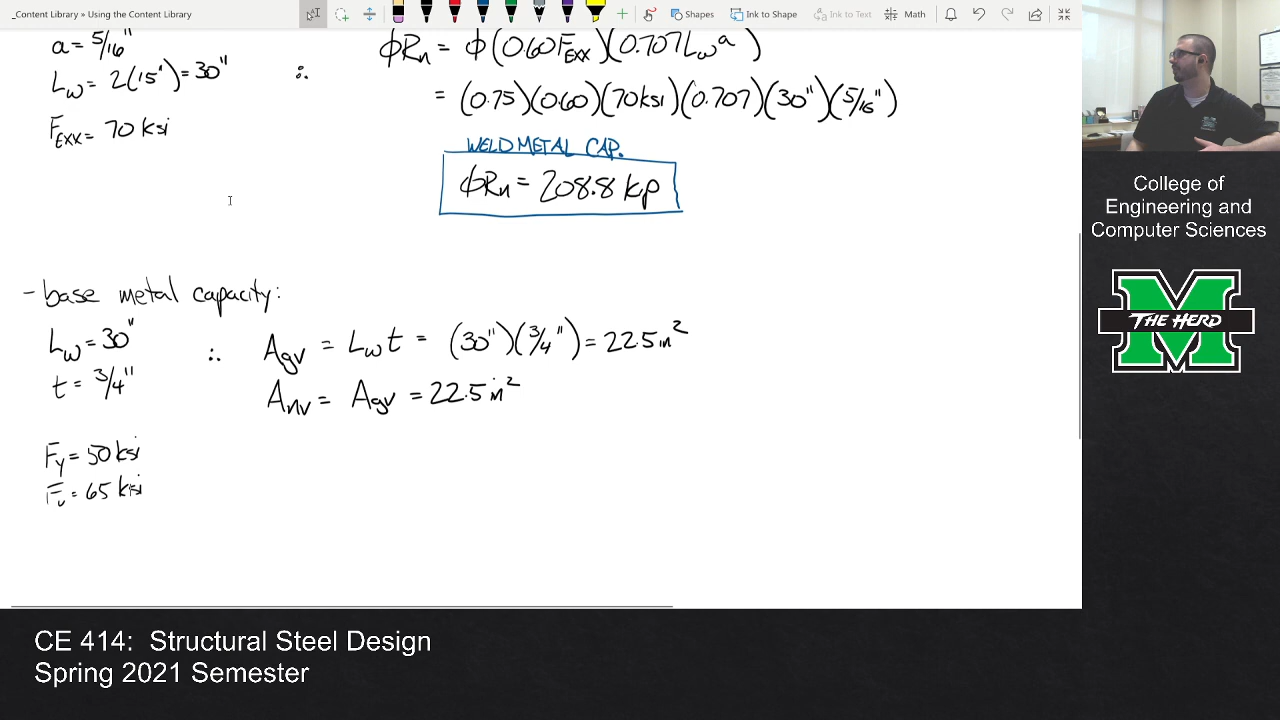 _Content Library » Using the Content Library
Shapes
Ink to Shape
Ink to Text
Math
a = 5/16"
Lw = 2(15") = 30"
∴
ϕRn = ϕ(0.60FEXX)(0.707Lwa)
= (0.75)(0.60)(70ksi)(0.707)(30")(5/16")
FEXX = 70 ksi
WELD METAL CAP.
ϕRn = 208.8 kip
- base metal capacity:
Lw = 30"
t = 3/4"
∴
Agv = Lwt = (30")(3/4") = 22.5 in²
Anv = Agv = 22.5 in²
Fy = 50 ksi
Fu = 65 ksi
College of
Engineering and
Computer Sciences
THE HERD
CE 414: Structural Steel Design
Spring 2021 Semester